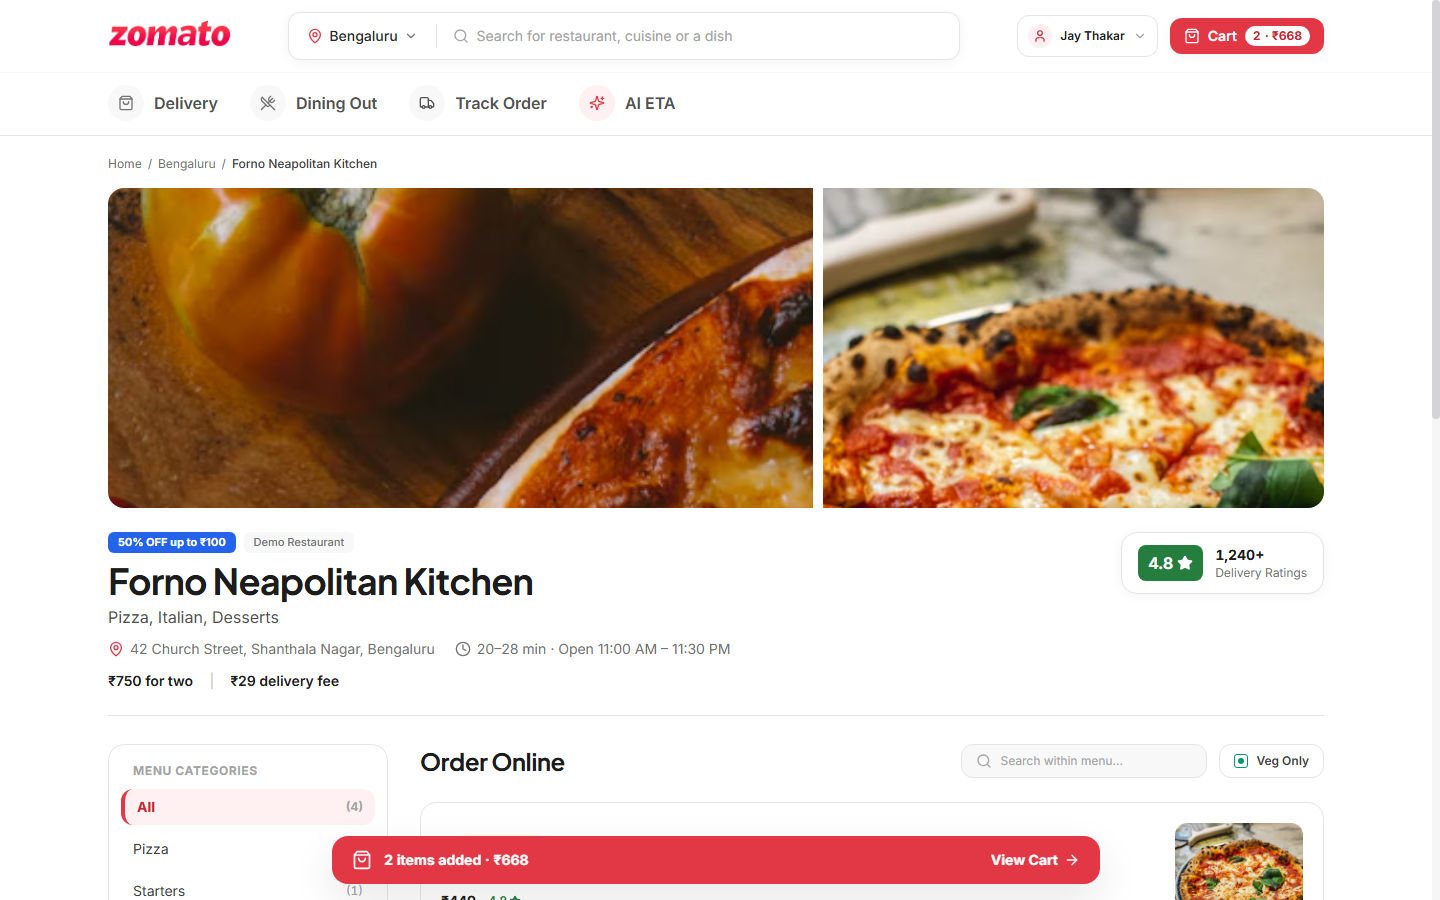 zomato
Bengaluru
Search for restaurant, cuisine or a dish
Jay Thakar
Cart 2 · ₹668
Delivery
Dining Out
Track Order
AI ETA
Home / Bengaluru / Forno Neapolitan Kitchen
50% OFF up to ₹100
Demo Restaurant
Forno Neapolitan Kitchen
Pizza, Italian, Desserts
42 Church Street, Shanthala Nagar, Bengaluru
20–28 min · Open 11:00 AM – 11:30 PM
₹750 for two
₹29 delivery fee
4.8
1,240+
Delivery Ratings
MENU CATEGORIES
All (4)
Pizza
Starters (1)
Order Online
Search within menu...
Veg Only
2 items added · ₹668
View Cart
₹449 4.8